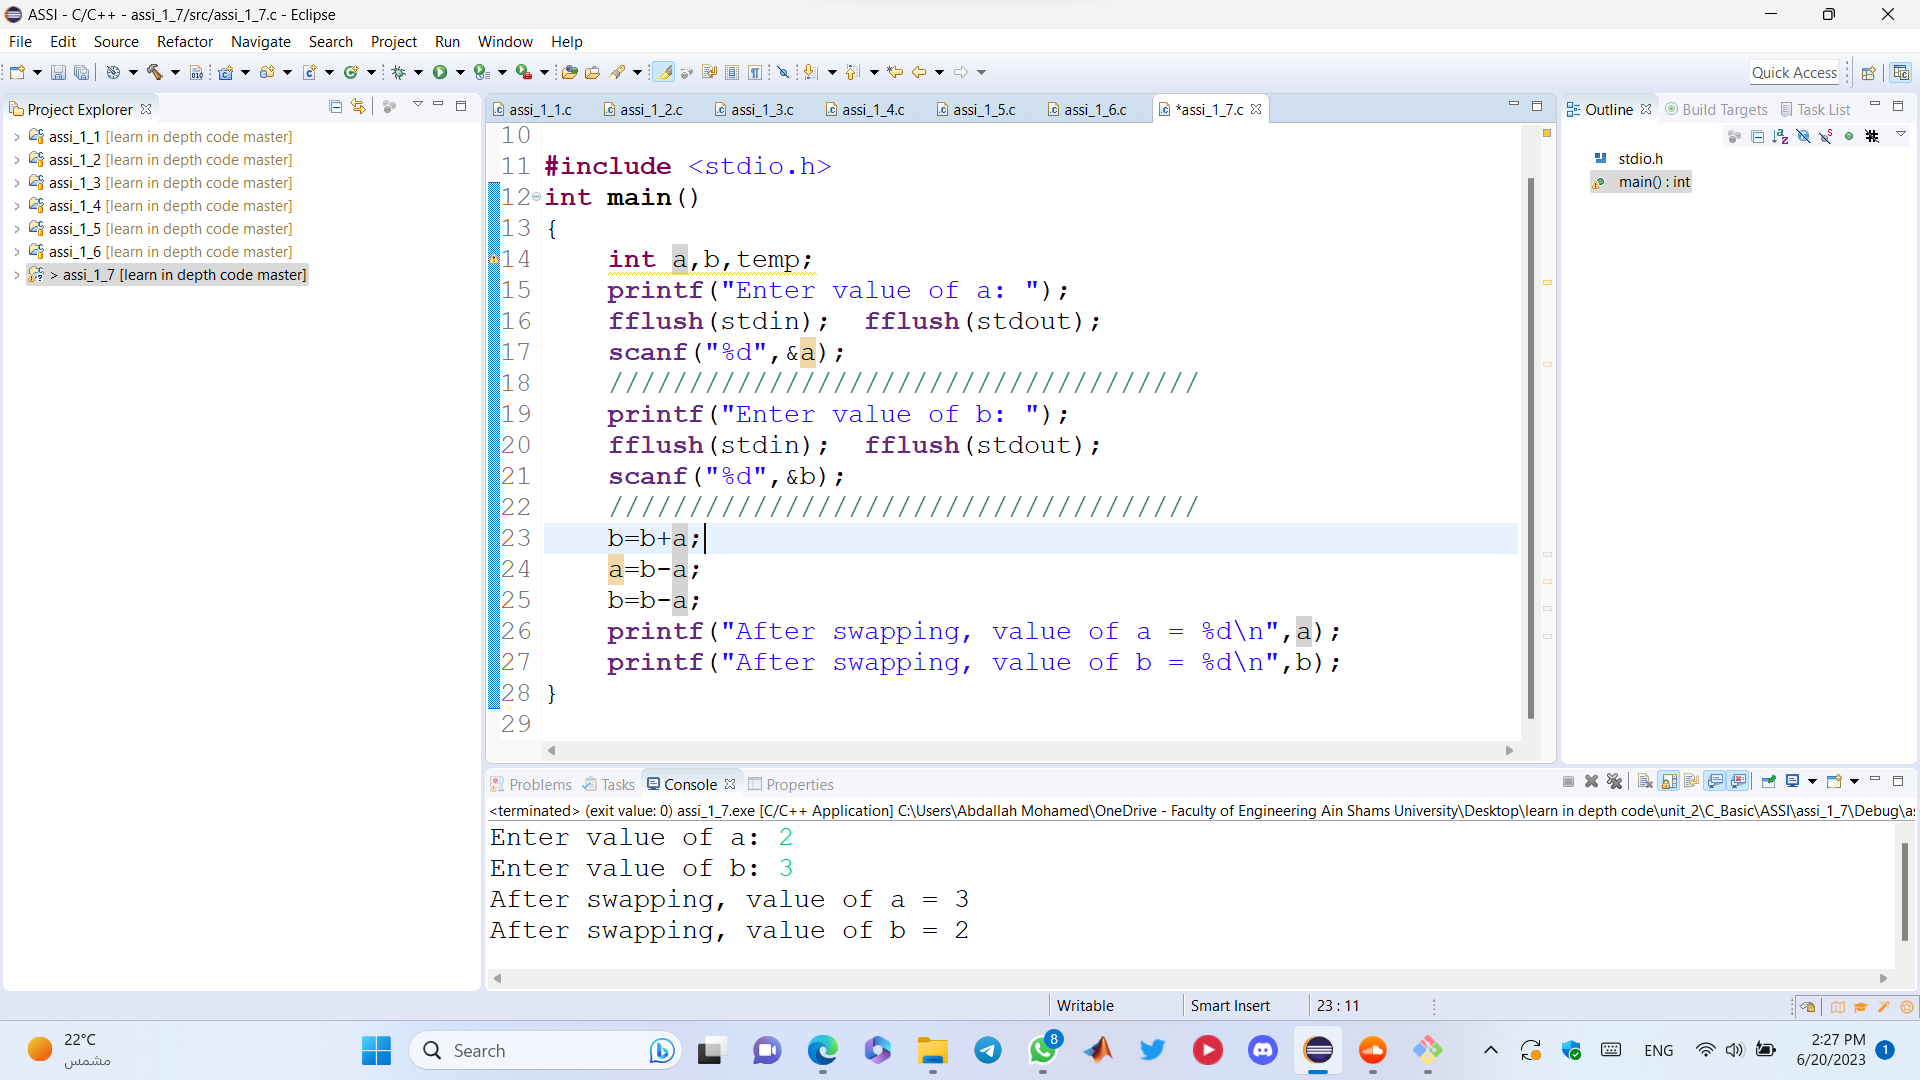 ASSI - C/C++ - assi_1_7/src/assi_1_7.c - Eclipse
File Edit Source Refactor Navigate Search Project Run Window Help
Quick Access
Project Explorer
assi_1_1 [learn in depth code master]
assi_1_2 [learn in depth code master]
assi_1_3 [learn in depth code master]
assi_1_4 [learn in depth code master]
assi_1_5 [learn in depth code master]
assi_1_6 [learn in depth code master]
> assi_1_7 [learn in depth code master]
assi_1_1.c assi_1_2.c assi_1_3.c assi_1_4.c assi_1_5.c assi_1_6.c *assi_1_7.c
10
11 #include <stdio.h>
12 int main()
13 {
14 int a,b,temp;
15 printf("Enter value of a: ");
16 fflush(stdin); fflush(stdout);
17 scanf("%d",&a);
18 /////////////////////////////////////
19 printf("Enter value of b: ");
20 fflush(stdin); fflush(stdout);
21 scanf("%d",&b);
22 /////////////////////////////////////
23 b=b+a;
24 a=b-a;
25 b=b-a;
26 printf("After swapping, value of a = %d\n",a);
27 printf("After swapping, value of b = %d\n",b);
28 }
29
Outline Build Targets Task List
stdio.h
main() : int
Problems Tasks Console Properties
<terminated> (exit value: 0) assi_1_7.exe [C/C++ Application] C:\Users\Abdallah Mohamed\OneDrive - Faculty of Engineering Ain Shams University\Desktop\learn in depth code\unit_2\C_Basic\ASSI\assi_1_7\Debug\as
Enter value of a: 2
Enter value of b: 3
After swapping, value of a = 3
After swapping, value of b = 2
Writable Smart Insert 23 : 11
22°C
مشمس
Search
8
ENG
2:27 PM
6/20/2023
1